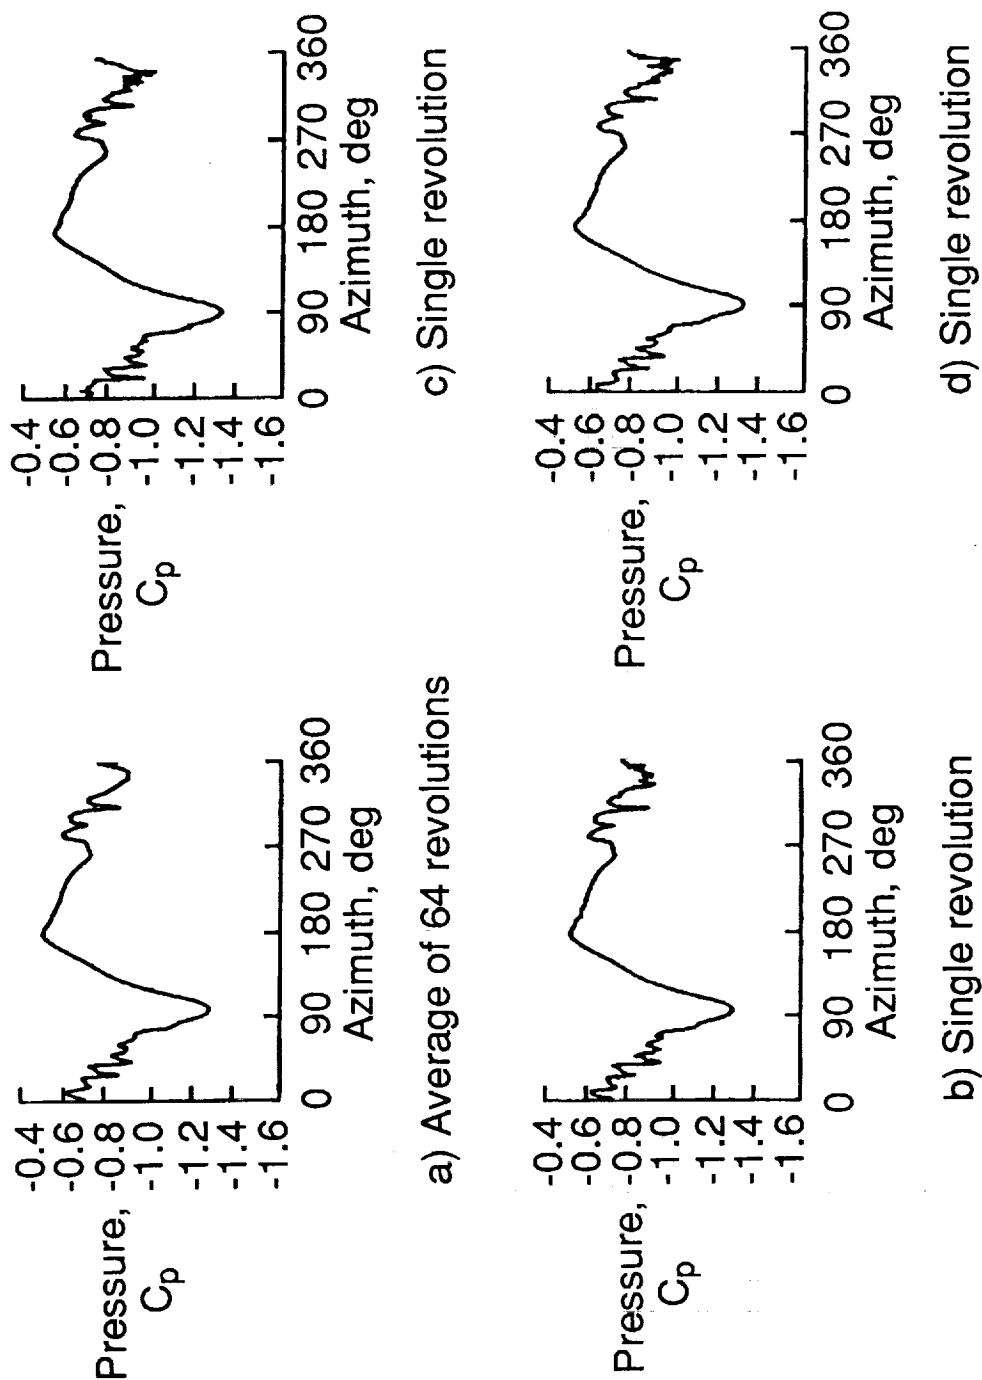 -0.4
-0.6
-0.8
-1.0
-1.2
-1.4
-1.6
Pressure,
Cp
0 90 180 270 360
Azimuth, deg
a) Average of 64 revolutions
-0.4
-0.6
-0.8
-1.0
-1.2
-1.4
-1.6
Pressure,
Cp
0 90 180 270 360
Azimuth, deg
c) Single revolution
-0.4
-0.6
-0.8
-1.0
-1.2
-1.4
-1.6
Pressure,
Cp
0 90 180 270 360
Azimuth, deg
b) Single revolution
-0.4
-0.6
-0.8
-1.0
-1.2
-1.4
-1.6
Pressure,
Cp
0 90 180 270 360
Azimuth, deg
d) Single revolution